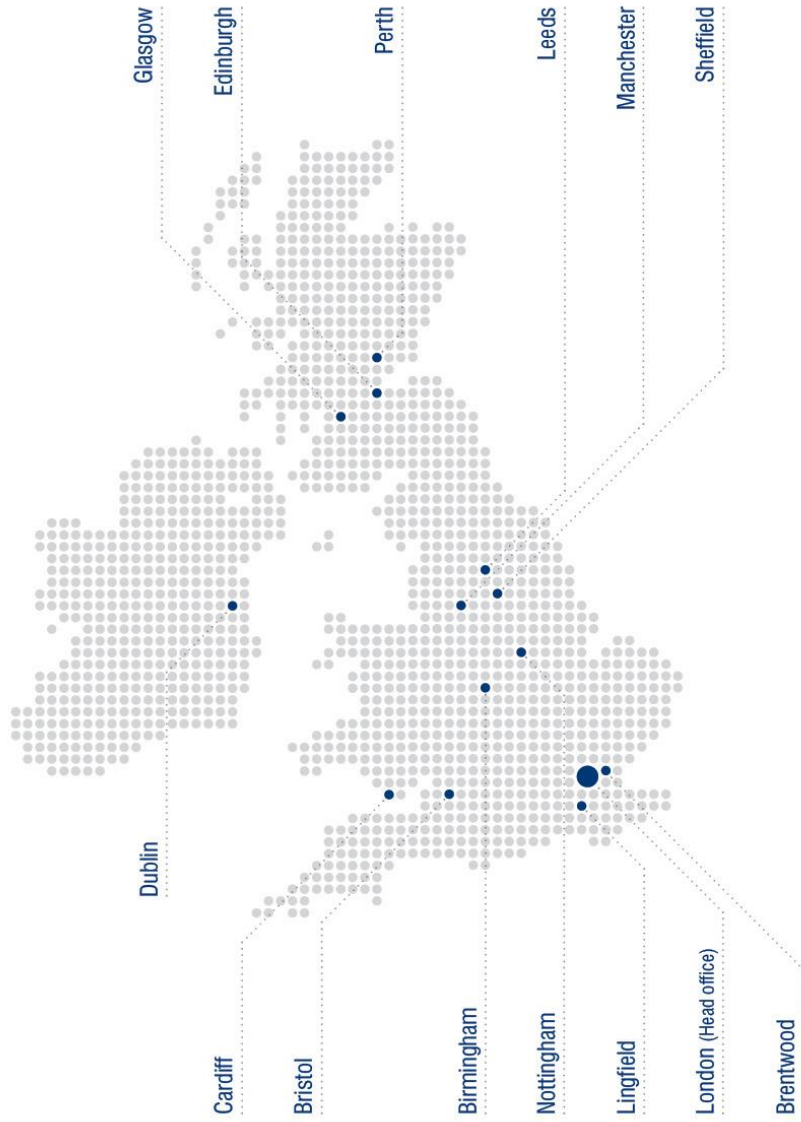 Glasgow
Edinburgh
Perth
Leeds
Manchester
Sheffield
Dublin
Cardiff
Bristol
Birmingham
Nottingham
Lingfield
London (Head office)
Brentwood